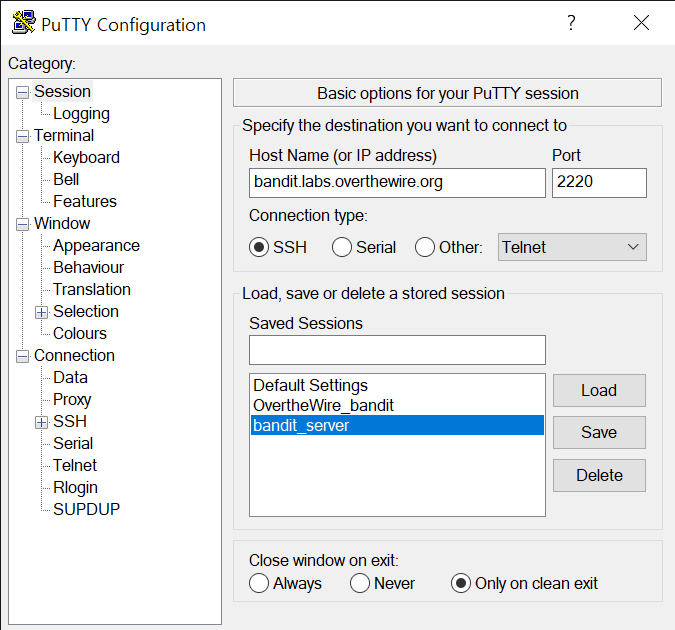 PuTTY Configuration
?
Category:
Session
Logging
Terminal
Keyboard
Bell
Features
Window
Appearance
Behaviour
Translation
Selection
Colours
Connection
Data
Proxy
SSH
Serial
Telnet
Rlogin
SUPDUP
Basic options for your PuTTY session
Specify the destination you want to connect to
Host Name (or IP address) Port
bandit.labs.overthewire.org 2220
Connection type:
SSH Serial Other: Telnet
Load, save or delete a stored session
Saved Sessions
Default Settings
OvertheWire_bandit
bandit_server
Load
Save
Delete
Close window on exit:
Always Never Only on clean exit